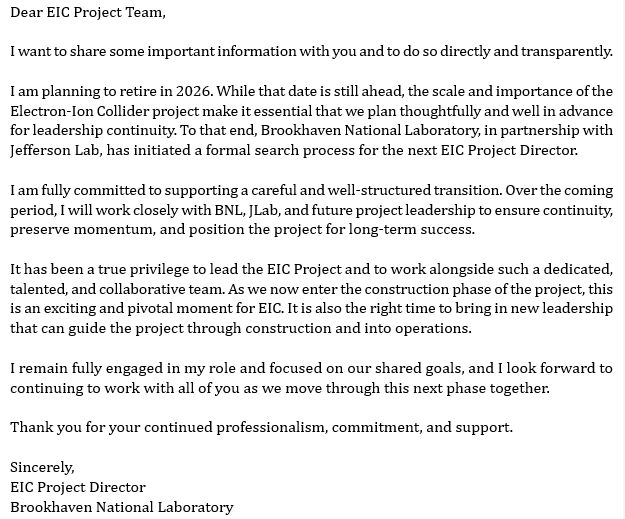 Dear EIC Project Team,
I want to share some important information with you and to do so directly and transparently.
I am planning to retire in 2026. While that date is still ahead, the scale and importance of the
Electron-Ion Collider project make it essential that we plan thoughtfully and well in advance
for leadership continuity. To that end, Brookhaven National Laboratory, in partnership with
Jefferson Lab, has initiated a formal search process for the next EIC Project Director.
I am fully committed to supporting a careful and well-structured transition. Over the coming
period, I will work closely with BNL, JLab, and future project leadership to ensure continuity,
preserve momentum, and position the project for long-term success.
It has been a true privilege to lead the EIC Project and to work alongside such a dedicated,
talented, and collaborative team. As we now enter the construction phase of the project, this
is an exciting and pivotal moment for EIC. It is also the right time to bring in new leadership
that can guide the project through construction and into operations.
I remain fully engaged in my role and focused on our shared goals, and I look forward to
continuing to work with all of you as we move through this next phase together.
Thank you for your continued professionalism, commitment, and support.
Sincerely,
EIC Project Director
Brookhaven National Laboratory